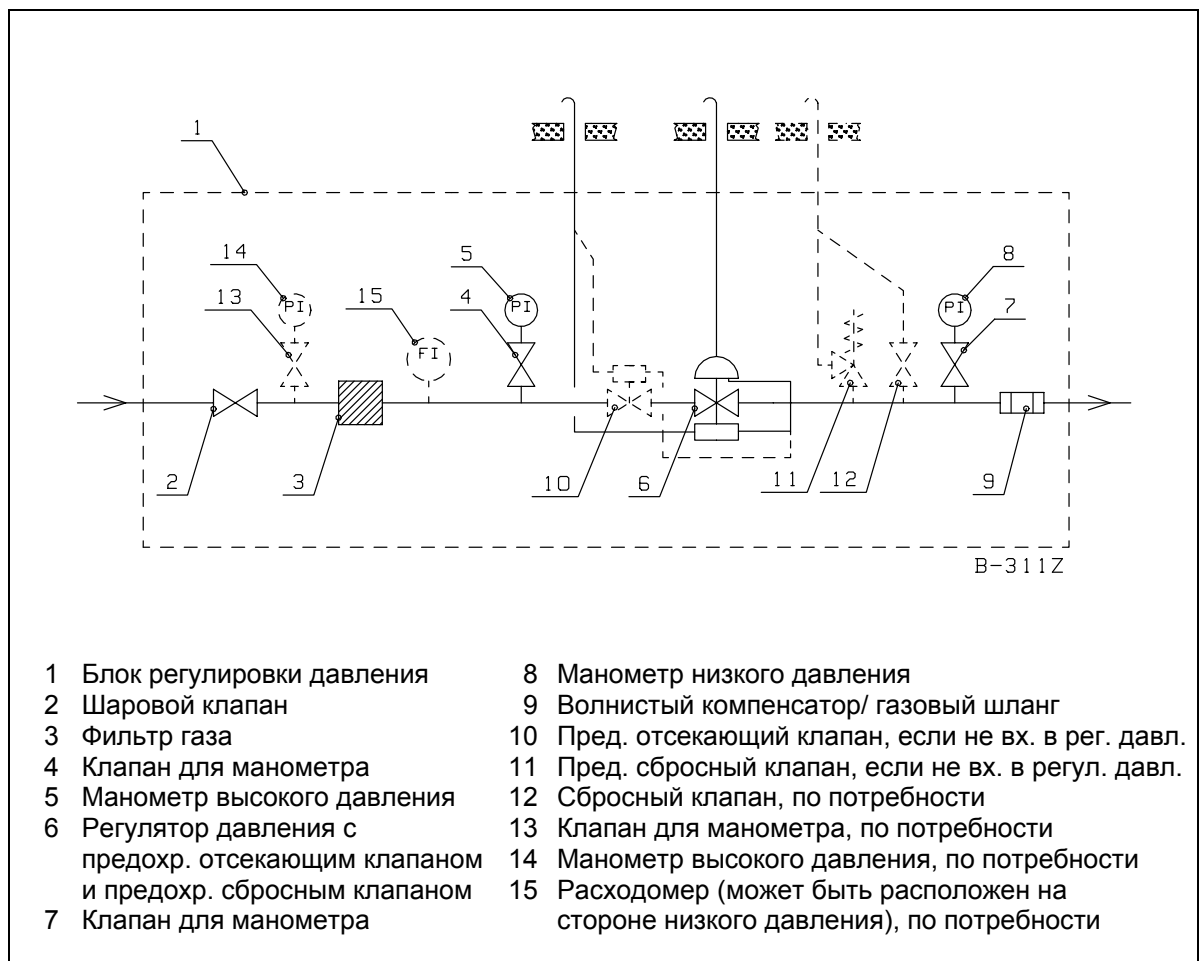 1
14
5
8
13
15
4
7
PI
FI
PI
PI
2
3
10
6
11
12
9
B-311Z
1 Блок регулировки давления
2 Шаровой клапан
3 Фильтр газа
4 Клапан для манометра
5 Манометр высокого давления
6 Регулятор давления с
предохр. отсекающим клапаном
и предохр. сбросным клапаном
7 Клапан для манометра
8 Манометр низкого давления
9 Волнистый компенсатор/ газовый шланг
10 Пред. отсекающий клапан, если не вх. в рег. давл.
11 Пред. сбросный клапан, если не вх. в регул. давл.
12 Сбросный клапан, по потребности
13 Клапан для манометра, по потребности
14 Манометр высокого давления, по потребности
15 Расходомер (может быть расположен на
стороне низкого давления), по потребности